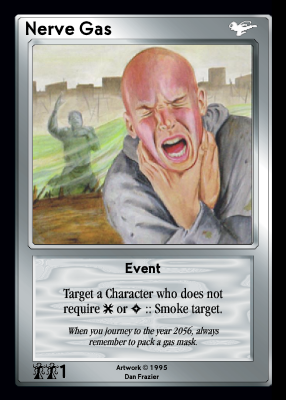 Nerve Gas
Event
Target a Character who does not
require or :: Smoke target.
When you journey to the year 2056, always
remember to pack a gas mask.
1
Artwork © 1995
Dan Frazier